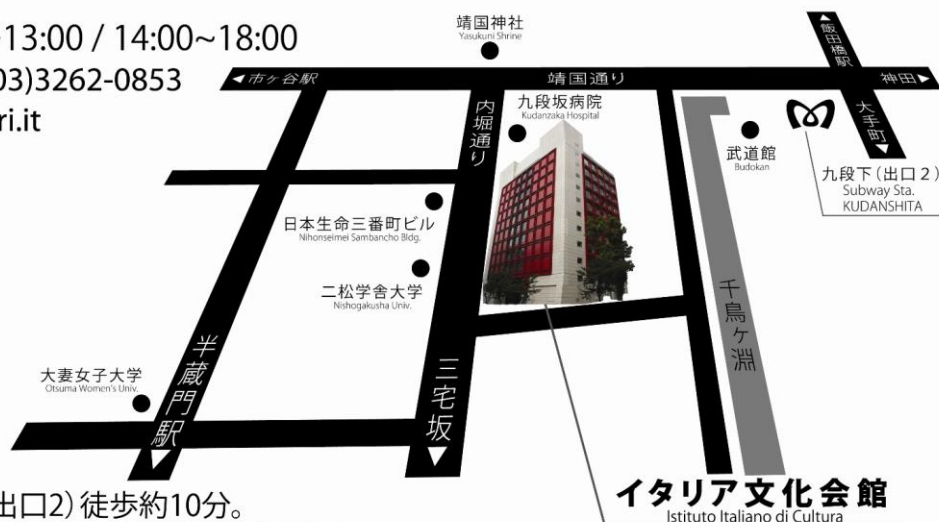 13:00 / 14:00~18:00
03)3262-0853
ri.it
靖国神社
Yasukuni Shrine
飯田橋駅
市ヶ谷駅
靖国通り
神田
大手町
内堀通り
九段坂病院
Kudanzaka Hospital
武道館
Budokan
九段下(出口2)
Subway Sta.
KUDANSHITA
日本生命三番町ビル
Nihonseimei Sambancho Bldg.
二松学舎大学
Nishogakusha Univ.
千鳥ヶ淵
大妻女子大学
Otsuma Women's Univ.
半蔵門駅
三宅坂
出口2)徒歩約10分。
イタリア文化会館
Istituto Italiano di Cultura